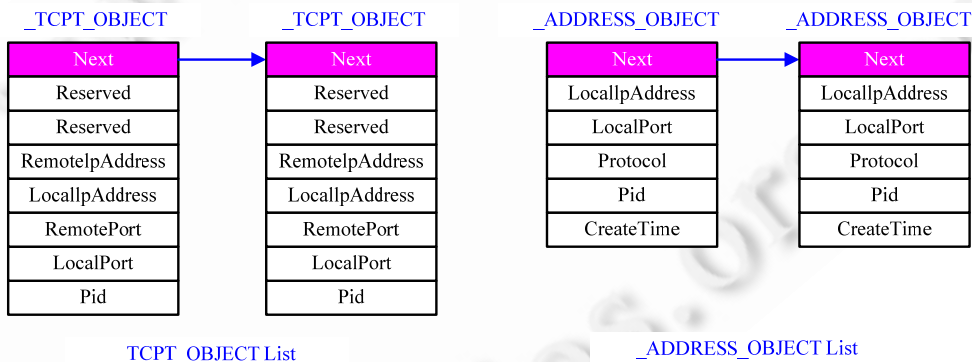 _TCPT_OBJECT
Next
Reserved
Reserved
RemoteIpAddress
LocalIpAddress
RemotePort
LocalPort
Pid
_TCPT_OBJECT
Next
Reserved
Reserved
RemoteIpAddress
LocalIpAddress
RemotePort
LocalPort
Pid
TCPT_OBJECT List
_ADDRESS_OBJECT
Next
LocalIpAddress
LocalPort
Protocol
Pid
CreateTime
_ADDRESS_OBJECT
Next
LocalIpAddress
LocalPort
Protocol
Pid
CreateTime
_ADDRESS_OBJECT List